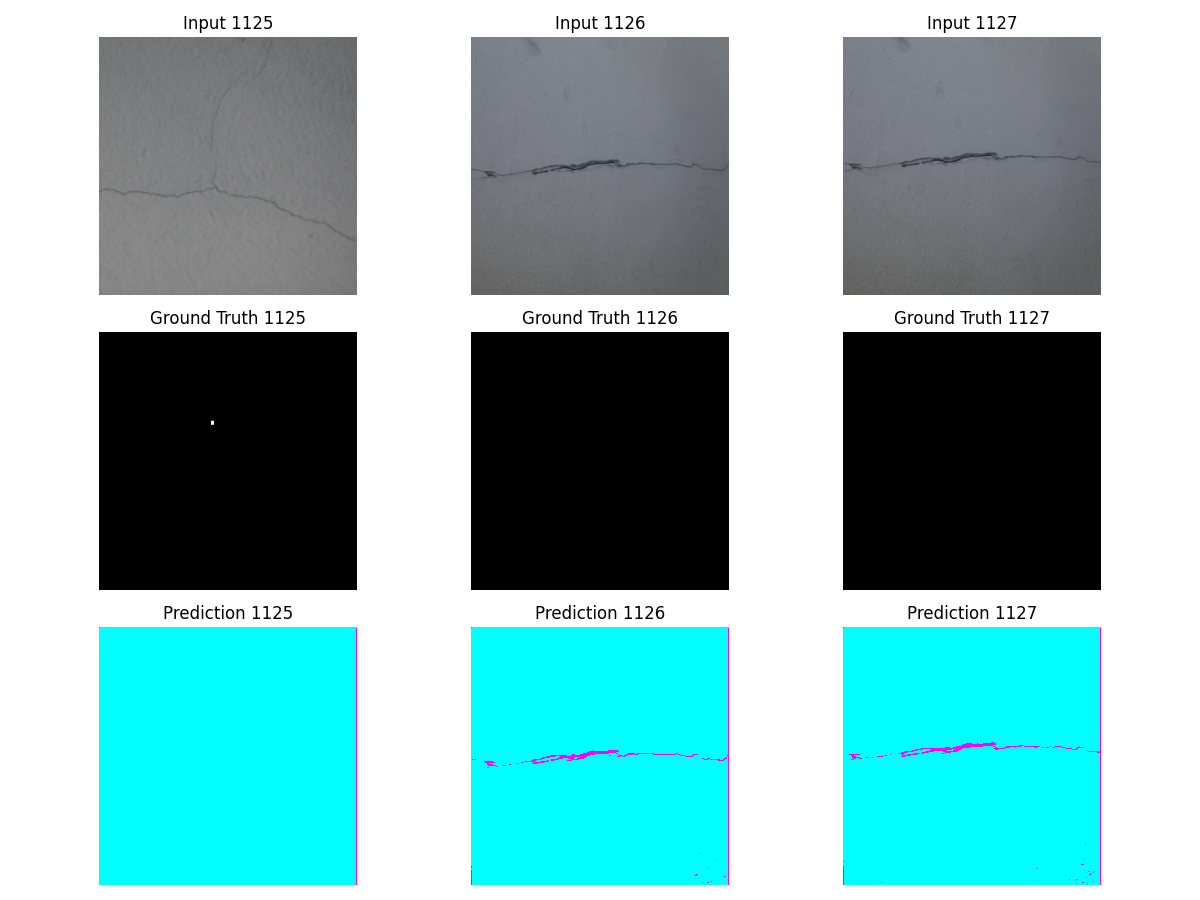 Input 1125
Input 1126
Input 1127
Ground Truth 1125
Ground Truth 1126
Ground Truth 1127
Prediction 1125
Prediction 1126
Prediction 1127